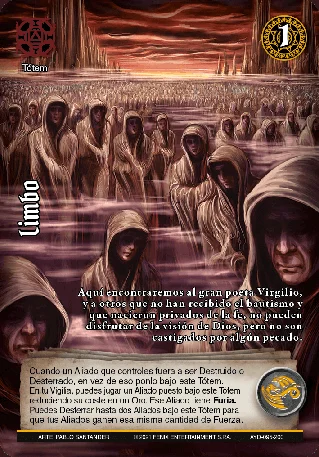 1
Tótem
Limbo
Aquí encontraremos al gran poeta Virgilio,
y a otros que no han recibido el bautismo y
que nacieron privados de la fe, no pueden
disfrutar de la visión de Dios, pero no son
castigados por algún pecado.
Cuando un Aliado que controles fuera a ser Destruido o
Desterrado, en vez de eso ponlo bajo este Tótem.
En tu Vigilia, puedes jugar un Aliado puesto bajo este Tótem
reduciendo su coste en un Oro. Ese Aliado tiene Furia.
Puedes Desterrar hasta dos Aliados bajo este Tótem para
que tus Aliados ganen esa misma cantidad de Fuerza.
ARTE: PABLO SANTANDER